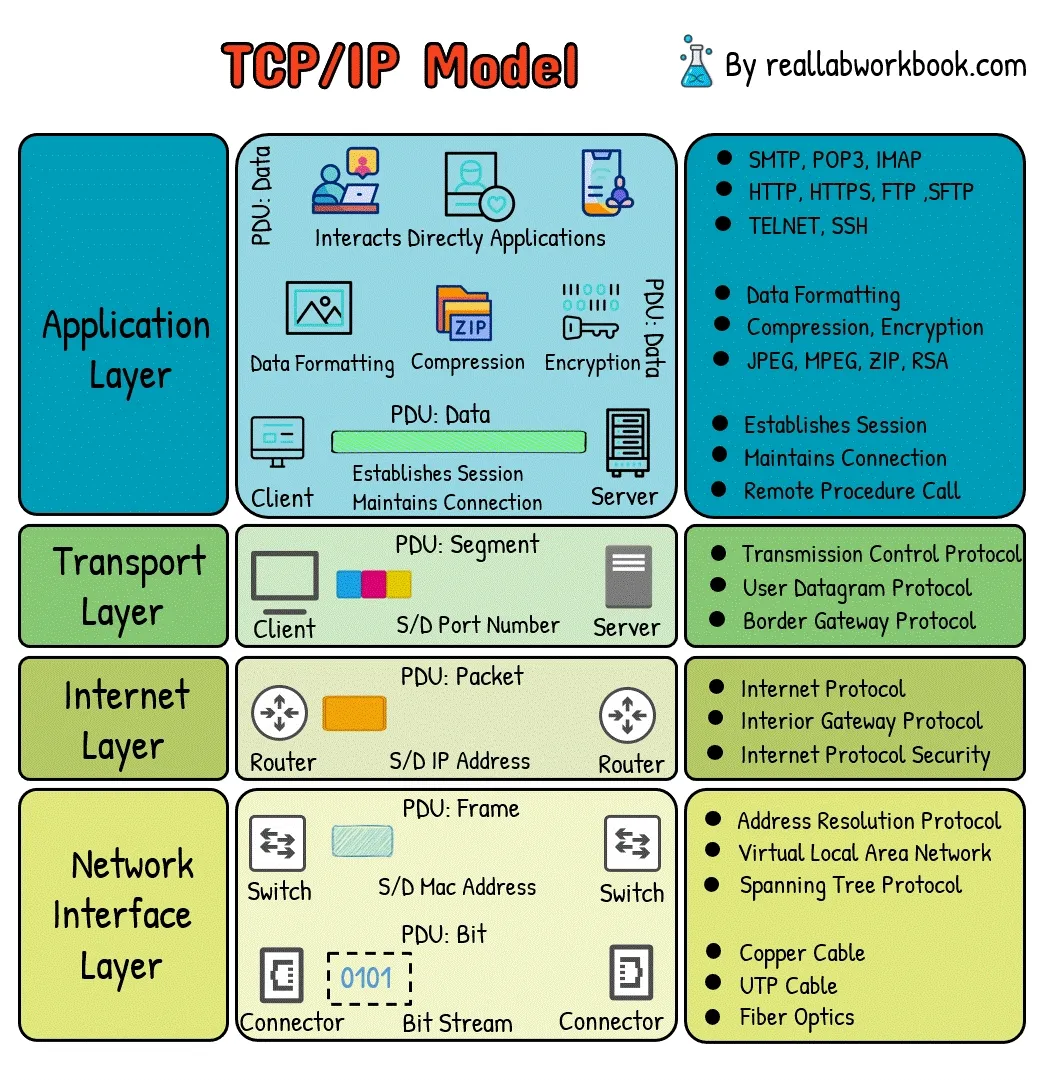 TCP/IP Model
By reallabworkbook.com
Application
Layer
PDU: Data
Interacts Directly Applications
Data Formatting
Compression
ZIP
Encryption
PDU: Data
PDU: Data
Client
Establishes Session
Maintains Connection
Server
SMTP, POP3, IMAP
HTTP, HTTPS, FTP ,SFTP
TELNET, SSH
Data Formatting
Compression, Encryption
JPEG, MPEG, ZIP, RSA
Establishes Session
Maintains Connection
Remote Procedure Call
Transport
Layer
PDU: Segment
Client
S/D Port Number
Server
Transmission Control Protocol
User Datagram Protocol
Border Gateway Protocol
Internet
Layer
PDU: Packet
Router
S/D IP Address
Router
Internet Protocol
Interior Gateway Protocol
Internet Protocol Security
Network
Interface
Layer
PDU: Frame
Switch
S/D Mac Address
Switch
PDU: Bit
0101
Connector
Bit Stream
Connector
Address Resolution Protocol
Virtual Local Area Network
Spanning Tree Protocol
Copper Cable
UTP Cable
Fiber Optics